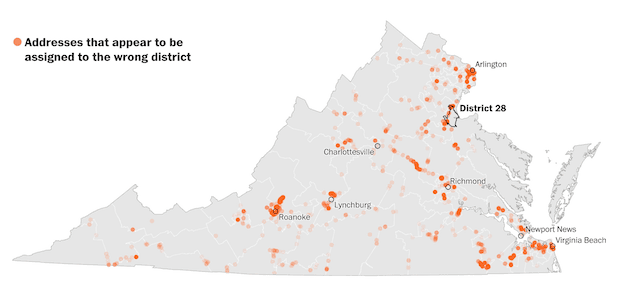 Addresses that appear to be
assigned to the wrong district
Arlington
District 28
Charlottesville
Richmond
Lynchburg
Roanoke
Newport News
Virginia Beach